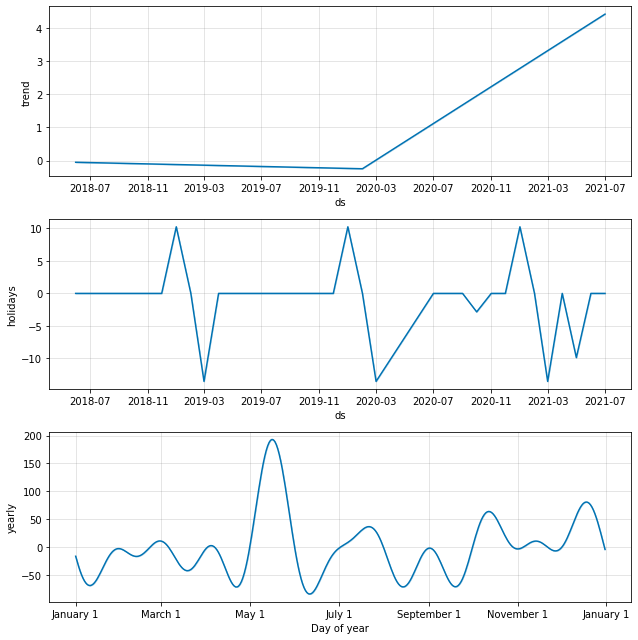 4
3
2
1
0
trend
2018-07 2018-11 2019-03 2019-07 2019-11 2020-03 2020-07 2020-11 2021-03 2021-07
ds
10
5
0
−5
−10
holidays
2018-07 2018-11 2019-03 2019-07 2019-11 2020-03 2020-07 2020-11 2021-03 2021-07
ds
200
150
100
50
0
−50
yearly
January 1 March 1 May 1 July 1 September 1 November 1 January 1
Day of year